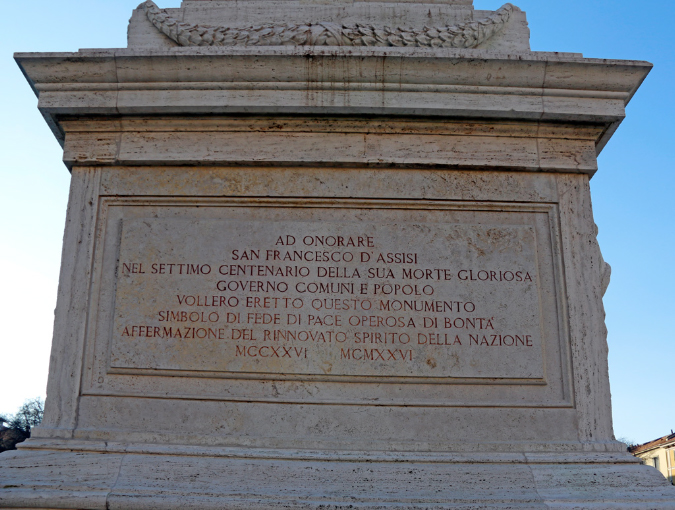 AD ONORARE
SAN FRANCESCO D'ASSISI
NEL SETTIMO CENTENARIO DELLA SUA MORTE GLORIOSA
GOVERNO COMUNI E POPOLO
VOLLERO ERETTO QUESTO MONUMENTO
SIMBOLO DI FEDE DI PACE OPEROSA DI BONTA'
AFFERMAZIONE DEL RINNOVATO SPIRITO DELLA NAZIONE
MCCXXVI MCMXXVI